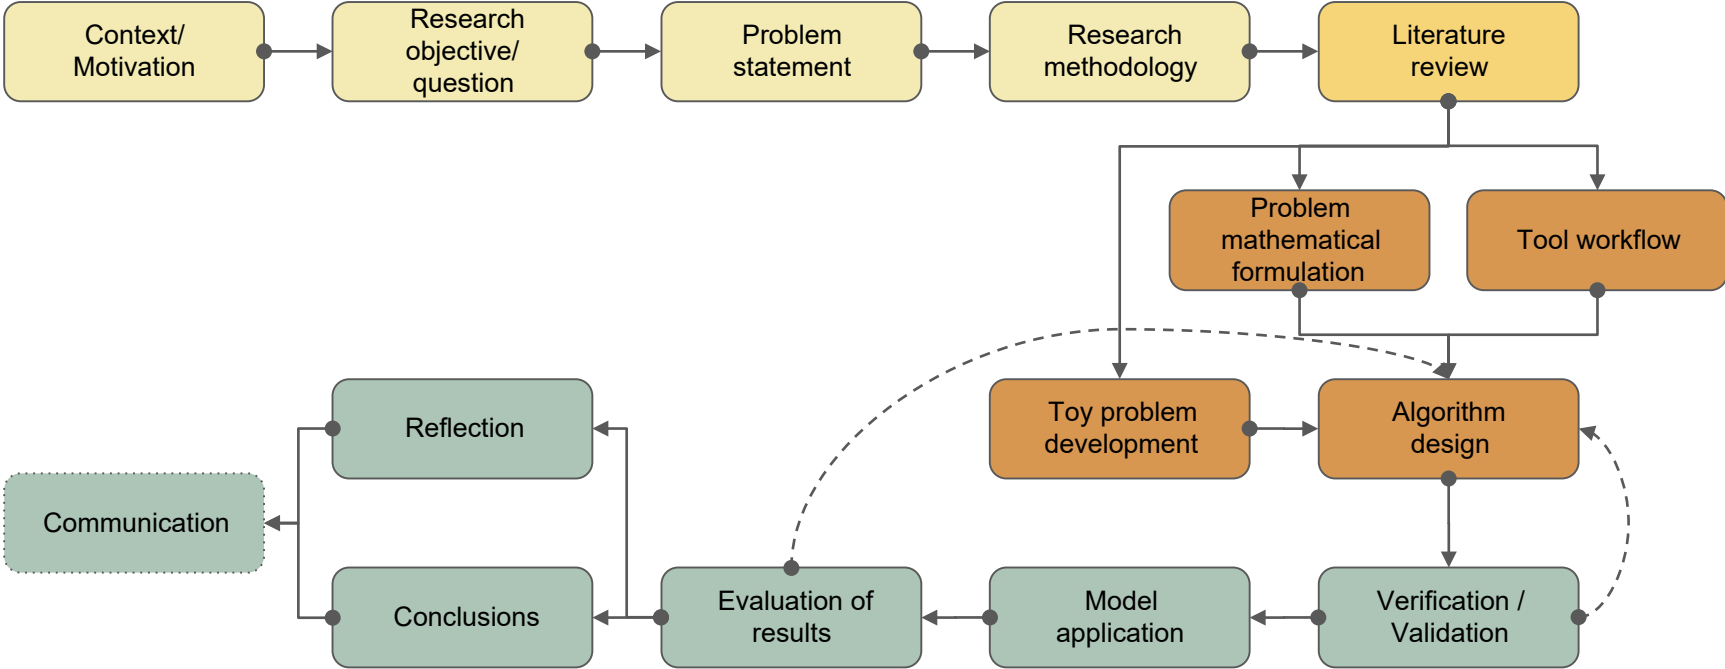 Context/
Motivation
Research
objective/
question
Problem
statement
Research
methodology
Literature
review
Problem
mathematical
formulation
Tool workflow
Toy problem
development
Algorithm
design
Reflection
Communication
Conclusions
Evaluation of
results
Model
application
Verification /
Validation